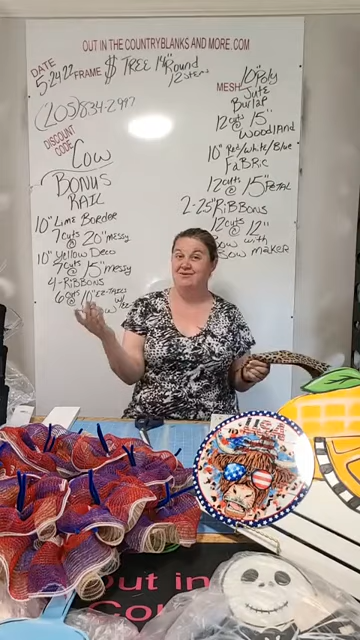 OUT IN THE COUNTRYBLANKS AND MORE.COM
DATE 5-24-22
FRAME $ TREE 14" Round
12 stems
(205) 834-2997
DISCOUNT CODE: Cow
BONUS
RAIL
10" Lime Border
7 cuts @ 20" messy
10" Yellow Deco
7 cuts @ 15" messy
4-RiBBONS
MESH 10" Poly
Jute
Burlap
12 cuts @ 15"
WoodlAND
10" Red/white/Blue
FaBRiC
12 cuts @ 15" PetAL
2-2.5" RiBBONS
12 cuts @ 12"
Bow with
Bow MAKER
USA
out in
Cou